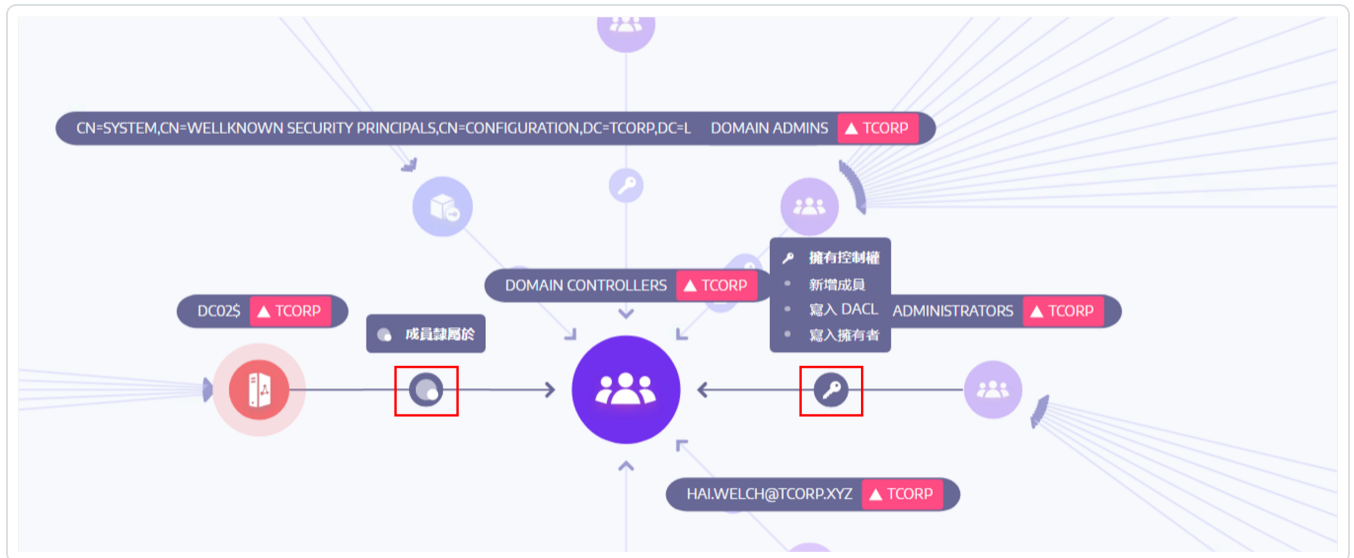 CN=SYSTEM,CN=WELLKNOWN SECURITY PRINCIPALS,CN=CONFIGURATION,DC=TCORP,DC=L DOMAIN ADMINS TCORP
擁有控制權
新增成員
寫入 DACL
寫入擁有者
DOMAIN CONTROLLERS TCORP
DC02$ TCORP
ADMINISTRATORS TCORP
成員隸屬於
HAI.WELCH@TCORP.XYZ TCORP